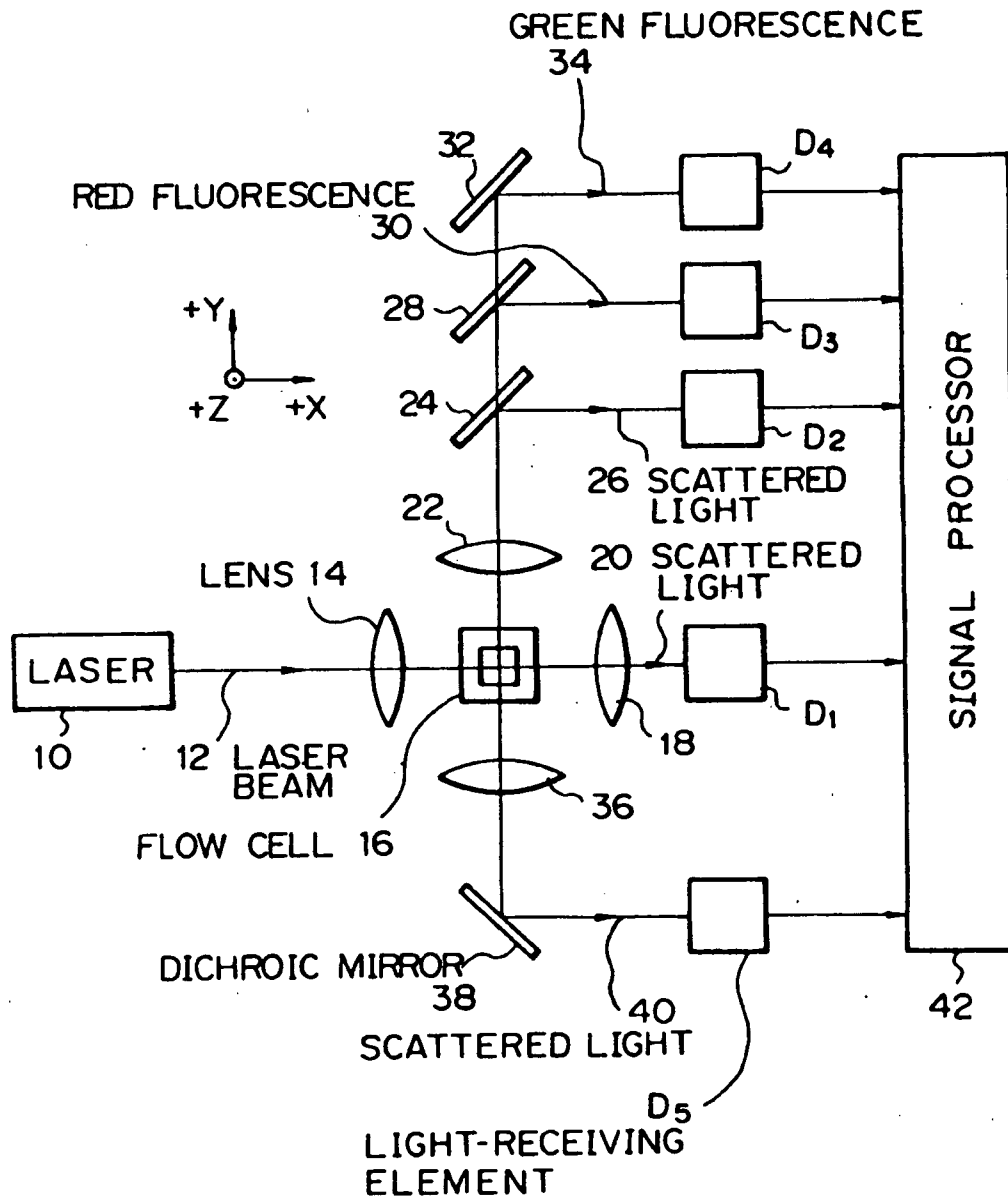 GREEN FLUORESCENCE
34
32
D4
RED FLUORESCENCE
30
28
D3
+Y
+Z
+X
24
D2
26 SCATTERED
LIGHT
22
20 SCATTERED
LIGHT
LENS 14
LASER
10
12 LASER
BEAM
18
D1
SIGNAL PROCESSOR
36
FLOW CELL 16
DICHROIC MIRROR
38
40
SCATTERED LIGHT
42
D5
LIGHT-RECEIVING
ELEMENT